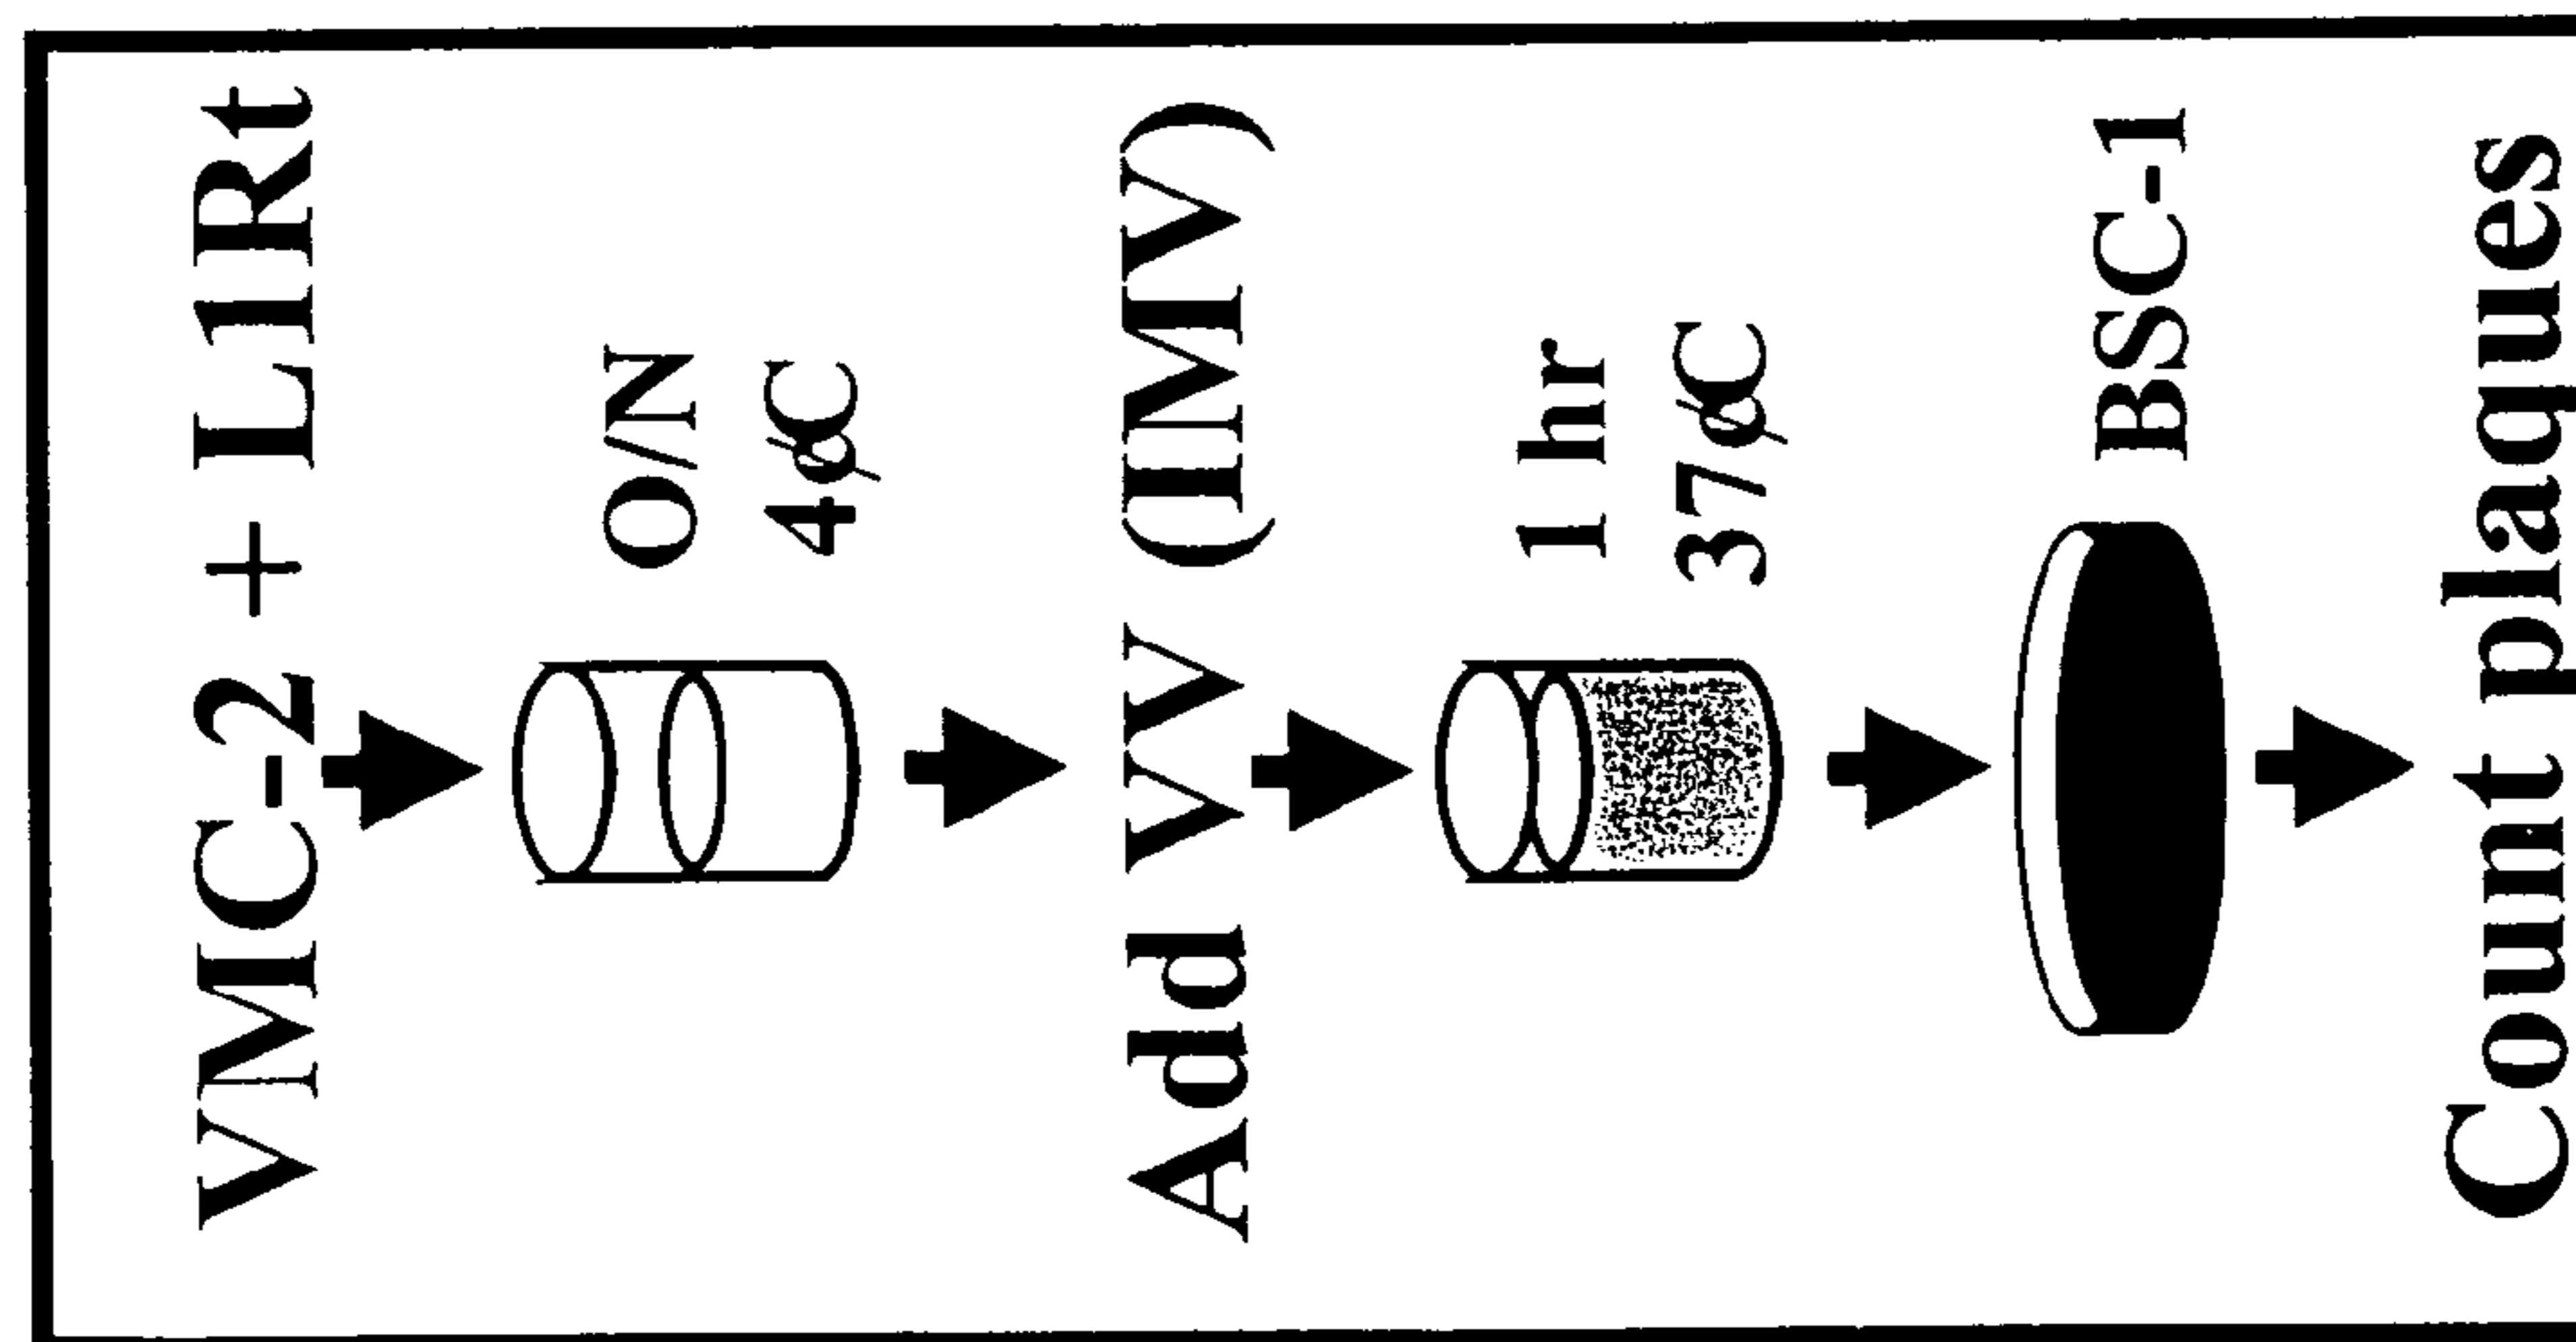 VMC-2 + L1Rt
O/N
4¢C
Add VV (IMV)
1 hr
37¢C
BSC-1
Count plaques